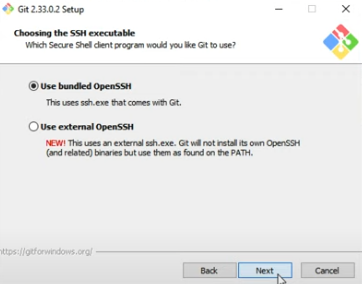 Git 2.33.0.2 Setup
Choosing the SSH executable
Which Secure Shell client program would you like Git to use?
Use bundled OpenSSH
This uses ssh.exe that comes with Git.
Use external OpenSSH
NEW! This uses an external ssh.exe. Git will not install its own OpenSSH
(and related) binaries but use them as found on the PATH.
https://gitforwindows.org/
Back
Next
Cancel